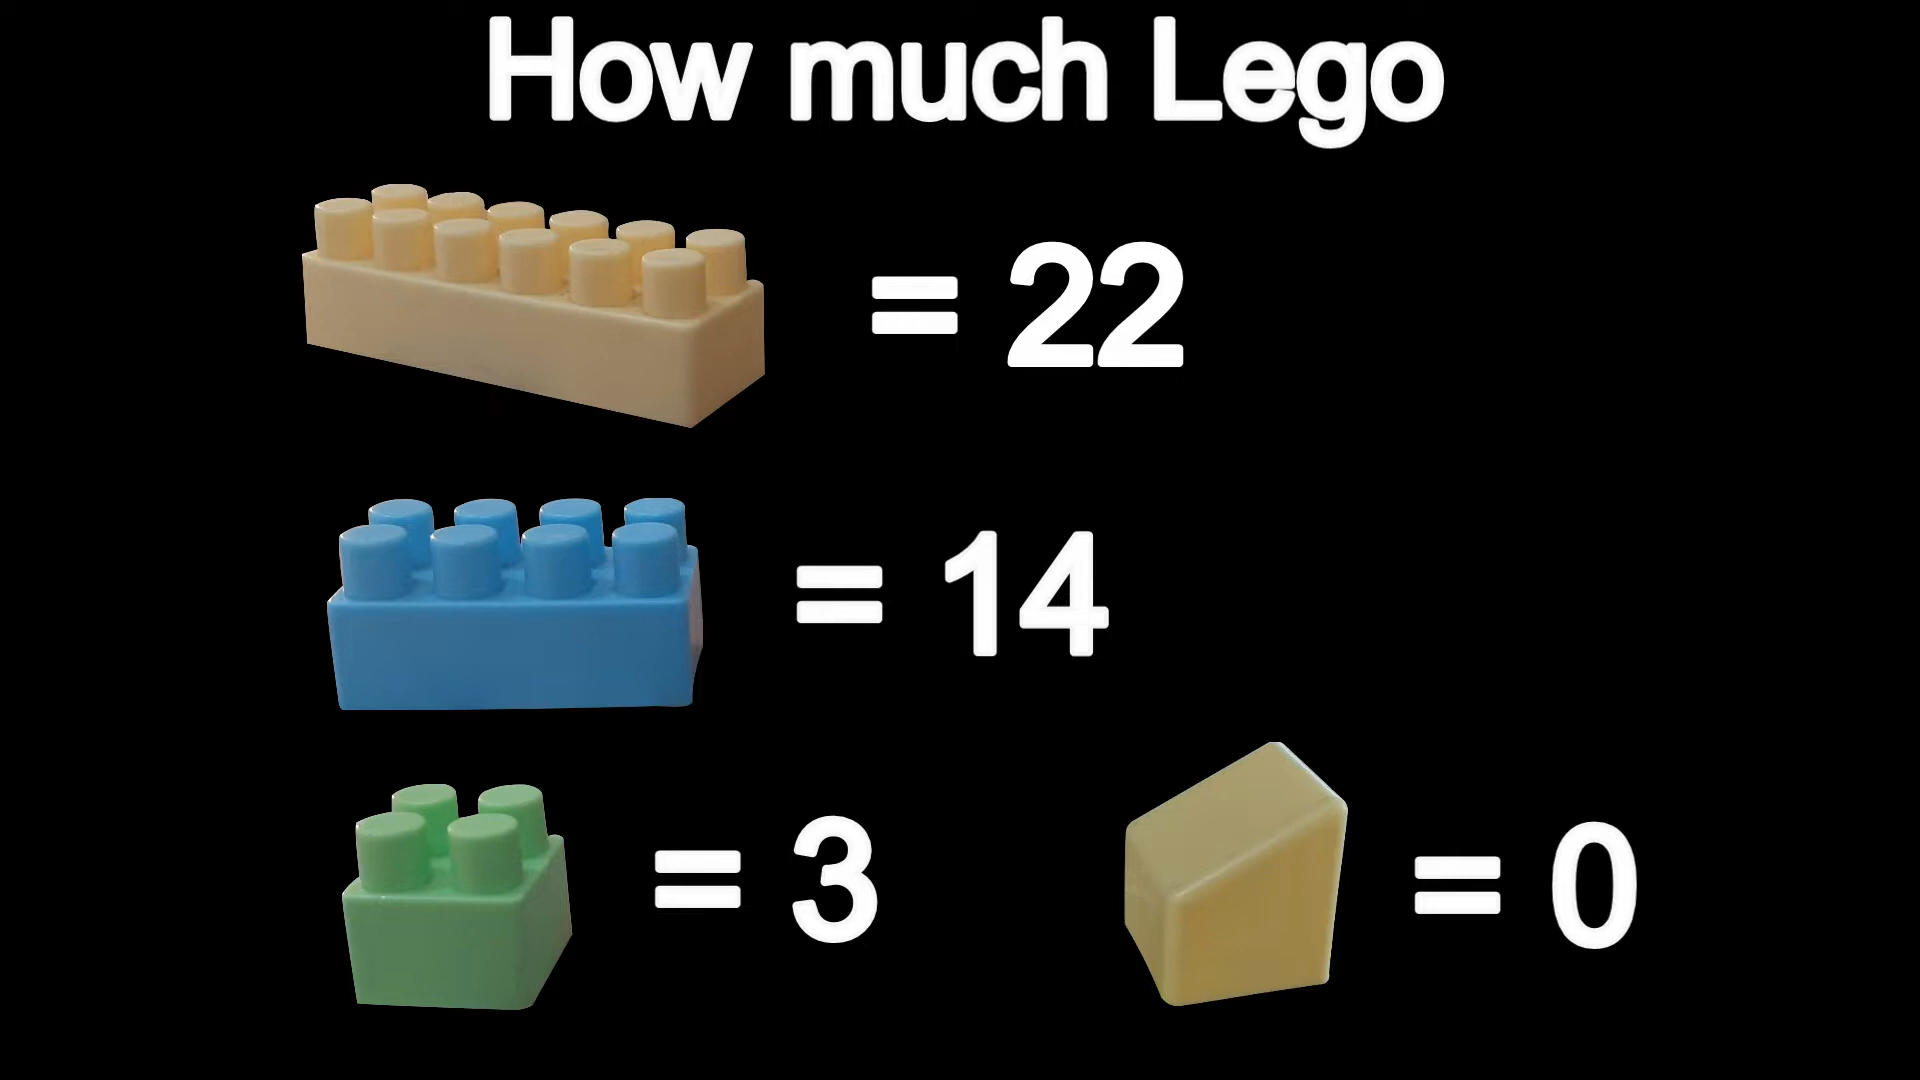 How much Lego
= 22
= 14
= 3
= 0